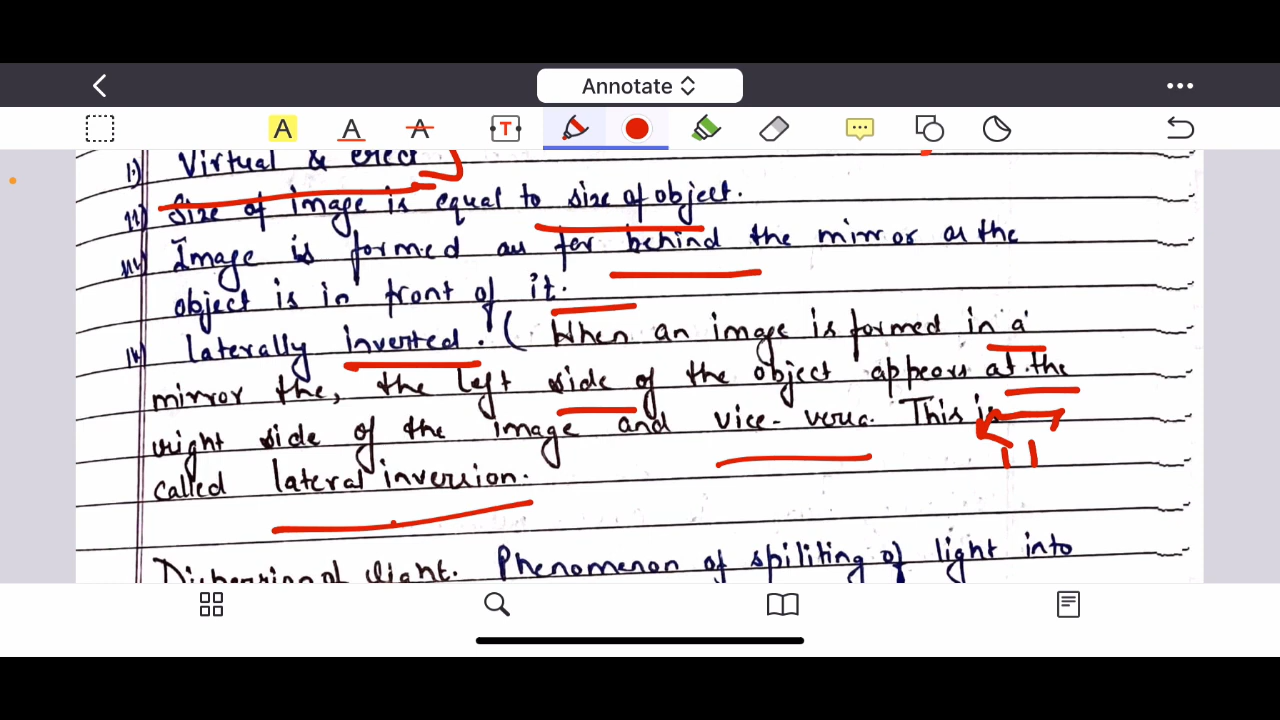 Annotate
A A A T
i) Virtual & erect
ii) Size of image is equal to size of object.
iii) Image is formed as far behind the mirror as the
object is in front of it.
iv) laterally inverted. ( When an image is formed in a
mirror the, the left side of the object appears at the
right side of the image and vice-versa. This is
called lateral inversion.
Dispersion of light. Phenomenon of spiliting of light into